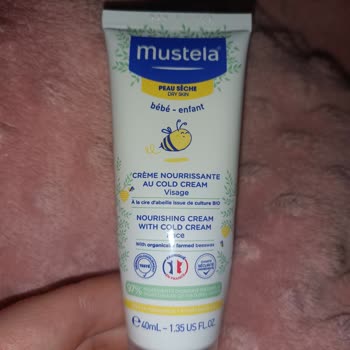 mustela
PEAU SÈCHE
DRY SKIN
bébé - enfant
CRÈME NOURRISSANTE
AU COLD CREAM
Visage
À la cire d'abeille issue de culture BIO
NOURISHING CREAM
WITH COLD CREAM
With organically farmed beeswax
40mL - 1.35 US FL.OZ.